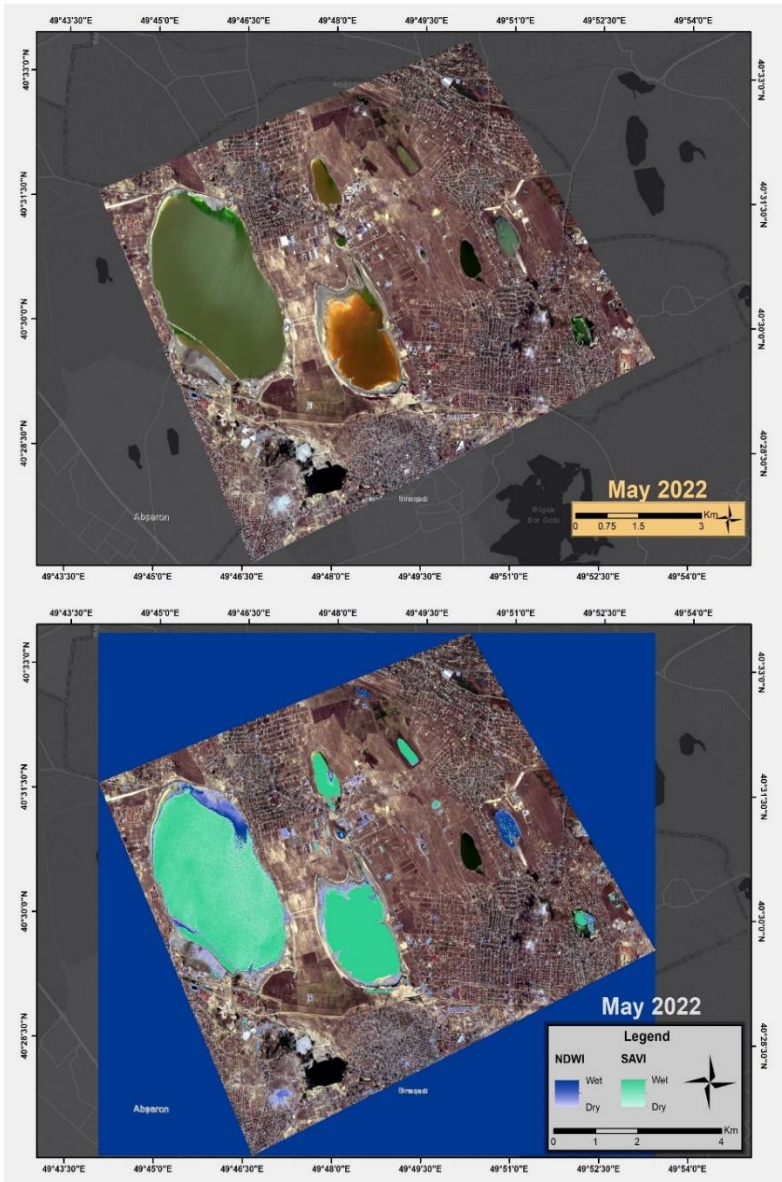 49°43'30"E 49°45'0"E 49°46'30"E 49°48'0"E 49°49'30"E 49°51'0"E 49°52'30"E 49°54'0"E
40°33'0"N
40°31'30"N
40°30'0"N
40°28'30"N
Abşaron
Biraqadi
Böyük
Şor Gölü
May 2022
Km
0 0.75 1.5 3
49°43'30"E 49°45'0"E 49°46'30"E 49°48'0"E 49°49'30"E 49°51'0"E 49°52'30"E 49°54'0"E
49°43'30"E 49°45'0"E 49°46'30"E 49°48'0"E 49°49'30"E 49°51'0"E 49°52'30"E 49°54'0"E
40°33'0"N
40°31'30"N
40°30'0"N
40°28'30"N
Abşaron
Biraqadi
May 2022
Legend
NDWI SAVI
Wet Wet
Dry Dry
Km
0 1 2 4
49°43'30"E 49°45'0"E 49°46'30"E 49°48'0"E 49°49'30"E 49°51'0"E 49°52'30"E 49°54'0"E